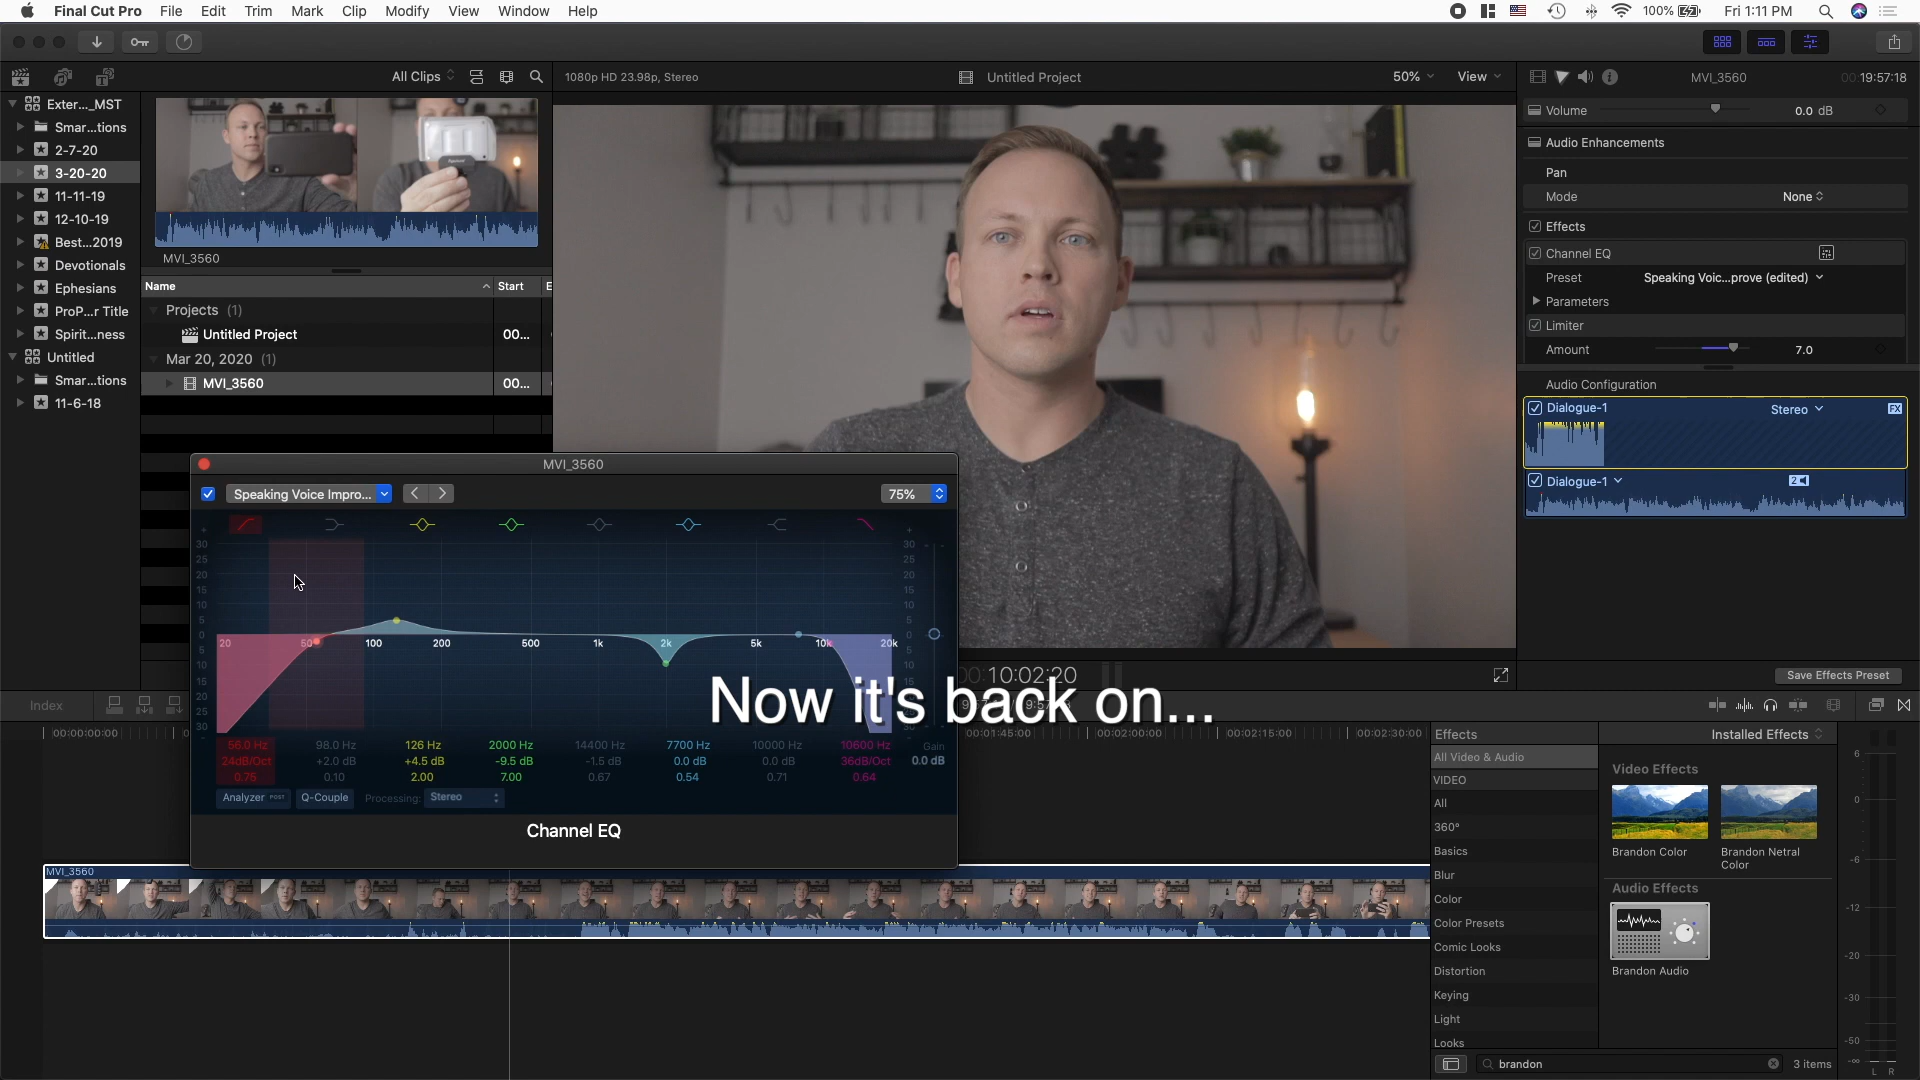 Final Cut Pro File Edit Trim Mark Clip Modify View Window Help
100% Fri 1:11 PM
All Clips
1080p HD 23.98p, Stereo
Untitled Project
50% View
MVI_3560 00:19:57:18
Exter..._MST
Smar...tions
2-7-20
3-20-20
11-11-19
12-10-19
Best...2019
Devotionals
Ephesians
ProP...r Title
Spirit...ness
Untitled
Smar...tions
11-6-18
MVI_3560
Name Start E
Projects (1)
Untitled Project 00...
Mar 20, 2020 (1)
MVI_3560 00...
Volume 0.0 dB
Audio Enhancements
Pan
Mode None
Effects
Channel EQ
Preset Speaking Voic...prove (edited)
Parameters
Limiter
Amount 7.0
Audio Configuration
Dialogue-1 Stereo FX
Dialogue-1 2
Save Effects Preset
MVI_3560
Speaking Voice Impro... 75%
+ +
30 30
25 25
20 20
15 15
10 10
5 5
0 0
20 50 100 200 500 1k 2k 5k 10k 20k
5 5
10 10
15 15
20
25
30
56.0 Hz 98.0 Hz 126 Hz 2000 Hz 14400 Hz 7700 Hz 10000 Hz 10600 Hz Gain
24dB/Oct +2.0 dB +4.5 dB -9.5 dB -1.5 dB 0.0 dB 0.0 dB 36dB/Oct 0.0 dB
0.75 0.10 2.00 7.00 0.67 0.54 0.71 0.64
Analyzer POST Q-Couple Processing: Stereo
Channel EQ
10:02:20
Now it's back on...
Index
00:00:00:00 00:01:45:00 00:02:00:00 00:02:15:00 00:02:30:00
MVI_3560
Effects Installed Effects
All Video & Audio
VIDEO
All
360°
Basics
Blur
Color
Color Presets
Comic Looks
Distortion
Keying
Light
Looks
Video Effects
Brandon Color
Brandon Netral Color
Audio Effects
Brandon Audio
brandon 3 items
6
0
-6
-12
-20
-30
-50
-∞
L R